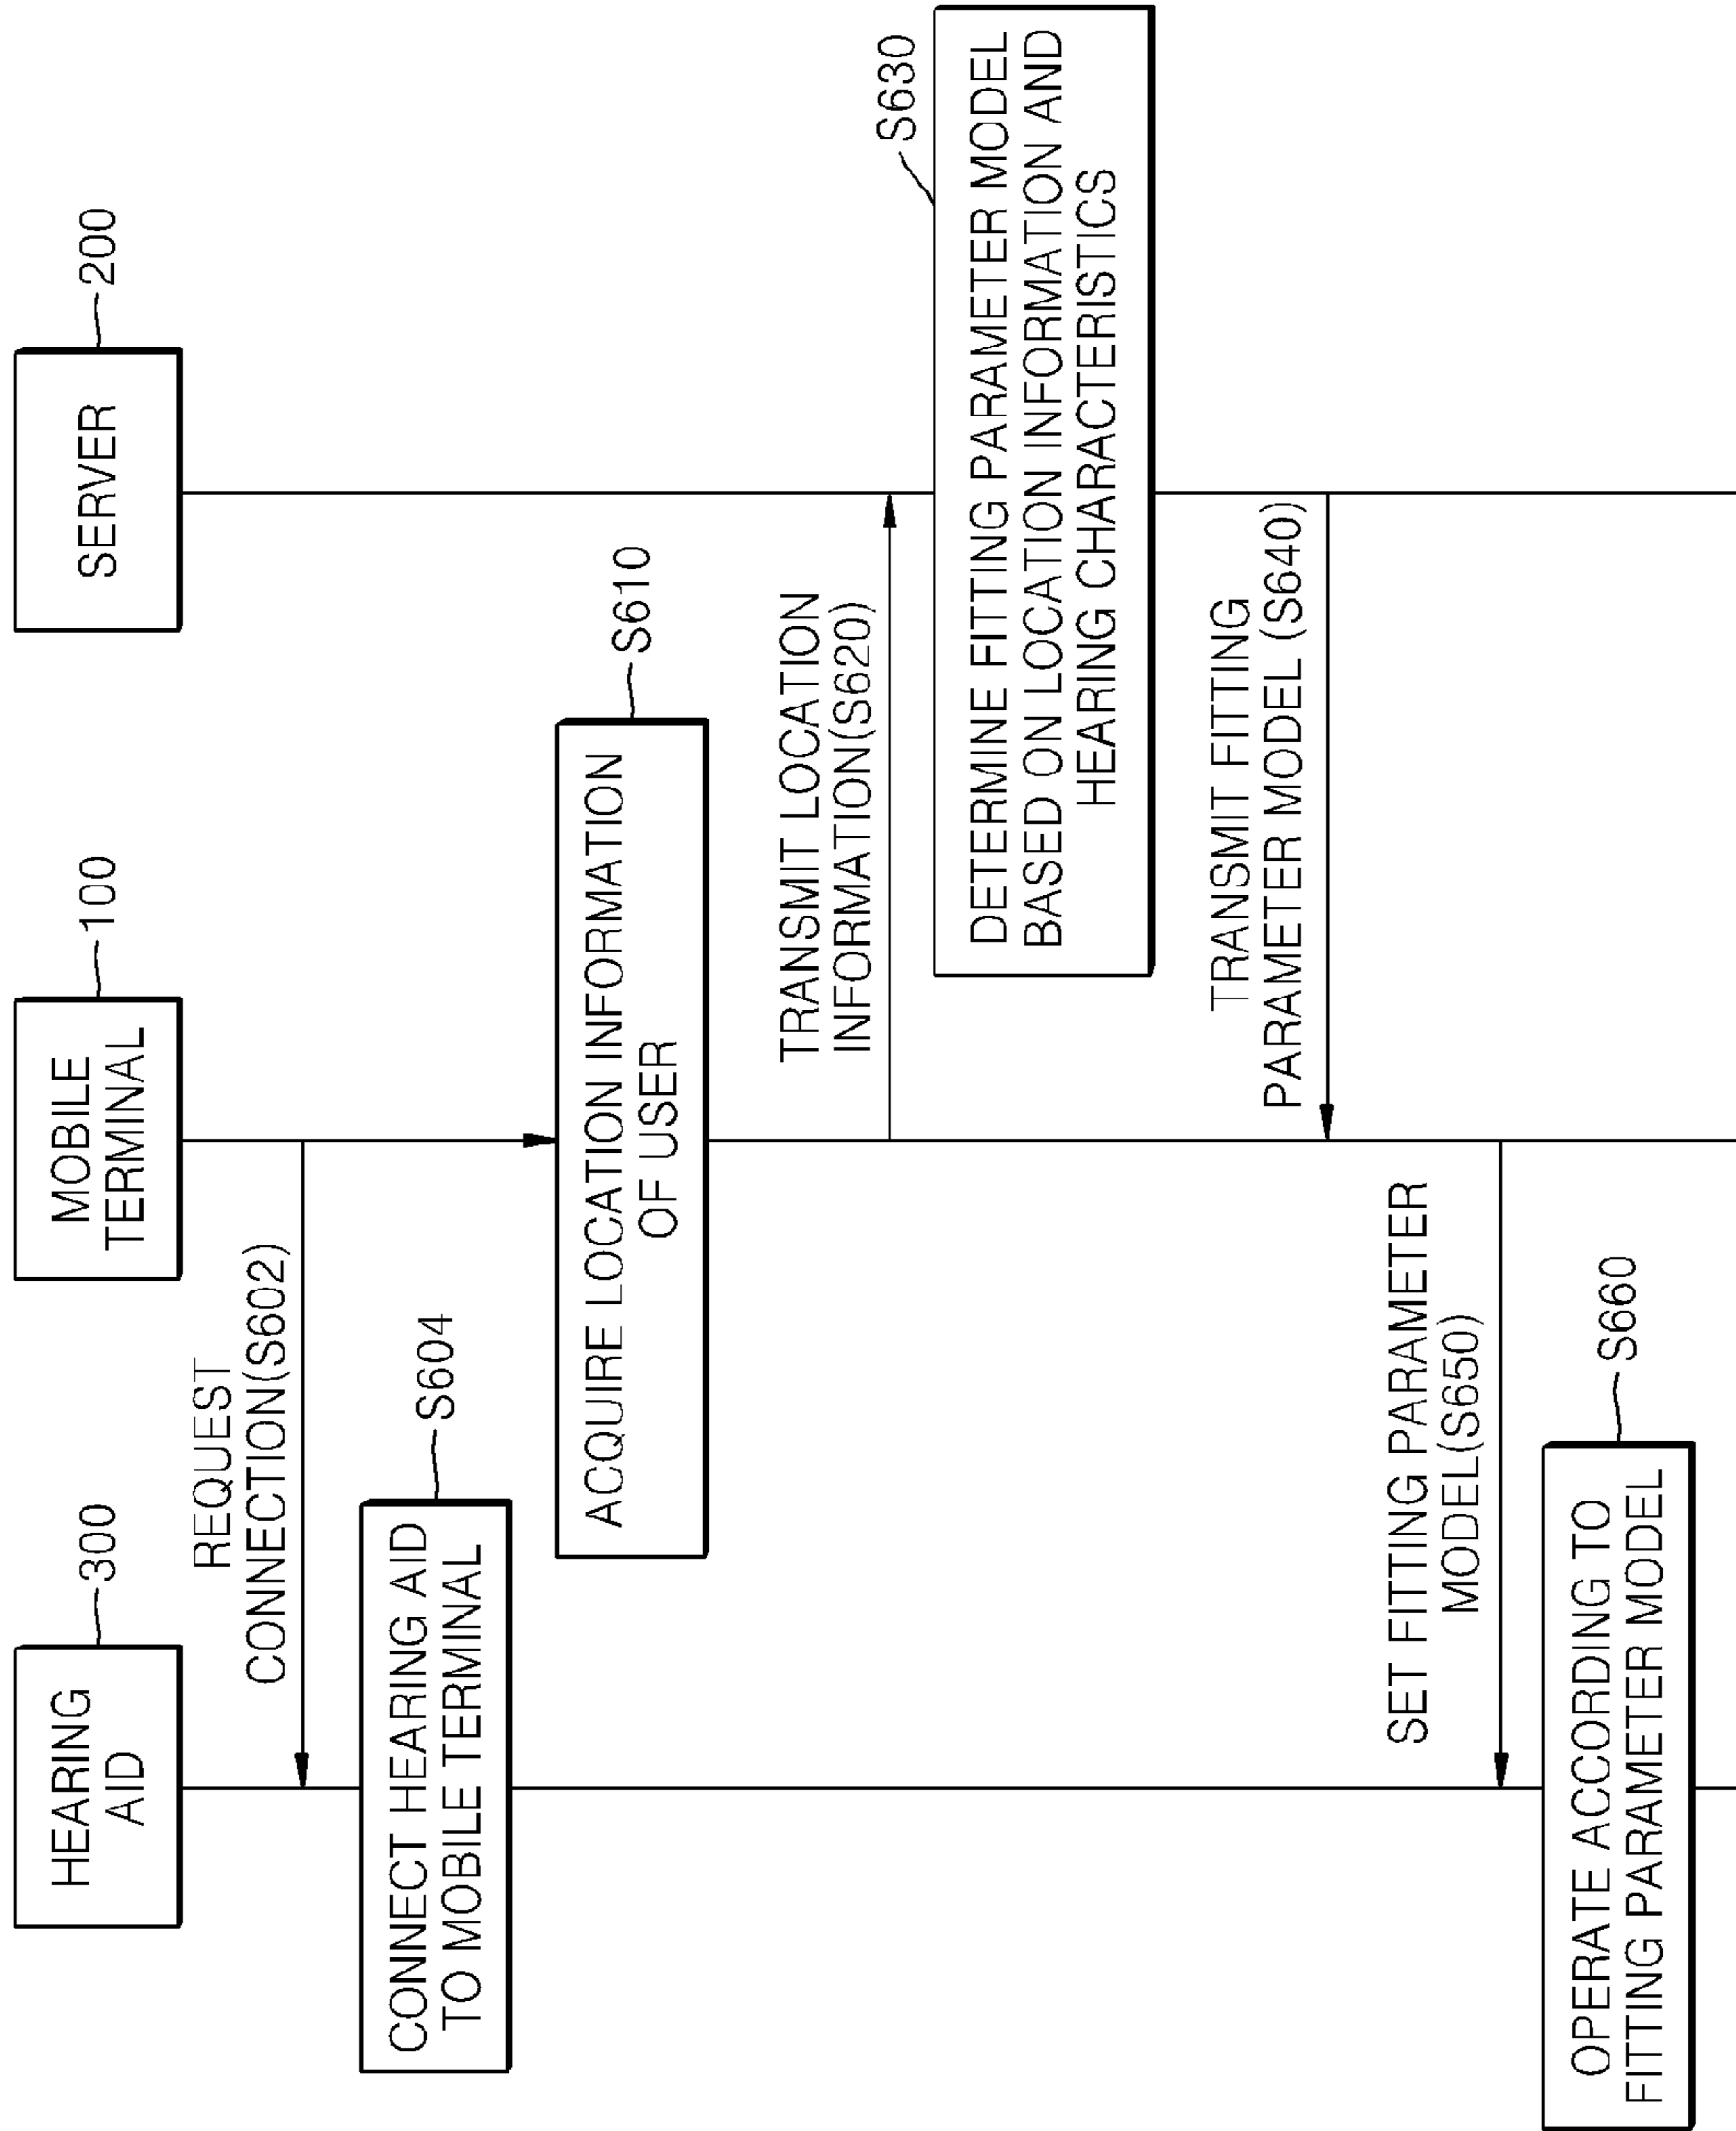 HEARING
AID
300
MOBILE
TERMINAL
100
SERVER
200
REQUEST
CONNECTION(S602)
S604
CONNECT HEARING AID
TO MOBILE TERMINAL
S610
ACQUIRE LOCATION INFORMATION
OF USER
TRANSMIT LOCATION
INFORMATION(S620)
S630
DETERMINE FITTING PARAMETER MODEL
BASED ON LOCATION INFORMATION AND
HEARING CHARACTERISTICS
TRANSMIT FITTING
PARAMETER MODEL (S640)
SET FITTING PARAMETER
MODEL(S650)
S660
OPERATE ACCORDING TO
FITTING PARAMETER MODEL